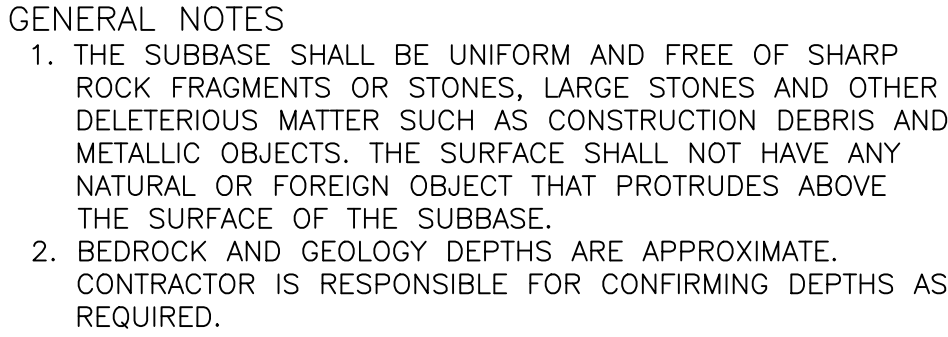 GENERAL NOTES
1. THE SUBBASE SHALL BE UNIFORM AND FREE OF SHARP
ROCK FRAGMENTS OR STONES, LARGE STONES AND OTHER
DELETERIOUS MATTER SUCH AS CONSTRUCTION DEBRIS AND
METALLIC OBJECTS. THE SURFACE SHALL NOT HAVE ANY
NATURAL OR FOREIGN OBJECT THAT PROTRUDES ABOVE
THE SURFACE OF THE SUBBASE.
2. BEDROCK AND GEOLOGY DEPTHS ARE APPROXIMATE.
CONTRACTOR IS RESPONSIBLE FOR CONFIRMING DEPTHS AS
REQUIRED.